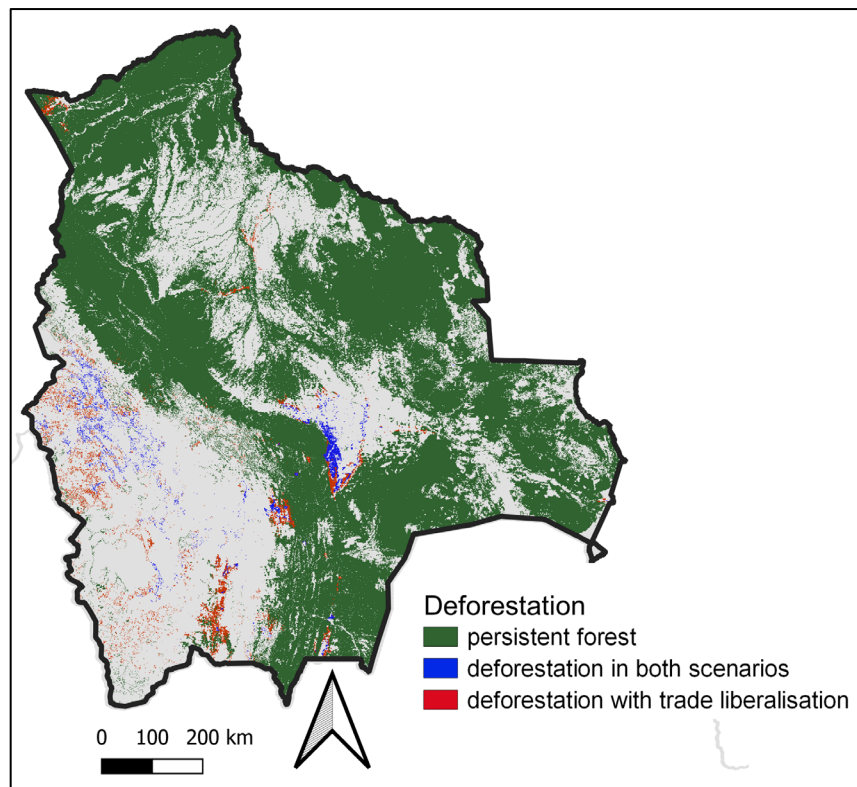 Deforestation
persistent forest
deforestation in both scenarios
deforestation with trade liberalisation
0 100 200 km